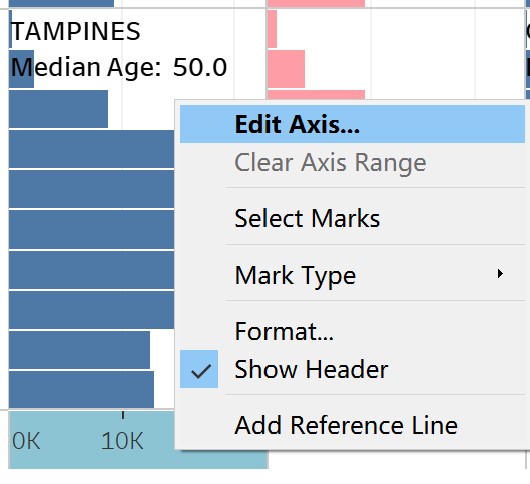 TAMPINES
Median Age: 50.0
Edit Axis...
Clear Axis Range
Select Marks
Mark Type
Format...
Show Header
Add Reference Line
0K 10K